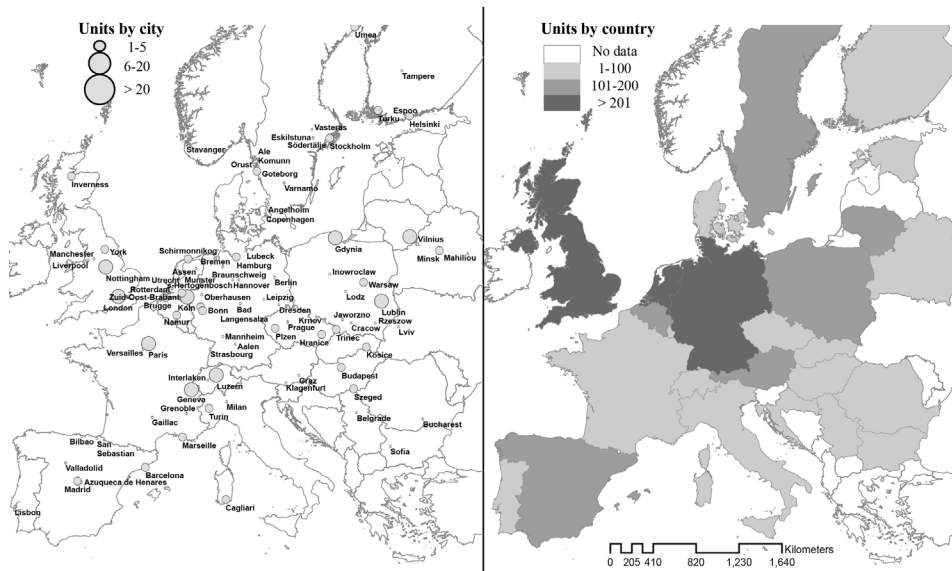 Units by city
1-5
6-20
> 20
Umea
Tampere
Espoo
Turku
Helsinki
Vasteras
Eskilstuna
Södertälje
Stockholm
Stavanger
Ale
Komunn
Orust
Goteborg
Varnamo
Inverness
Angelholm
Copenhagen
Vilnius
Gdynia
Minsk
Mahiliou
Manchester
York
Liverpool
Schirmonnikog
Lubeck
Bremen
Hamburg
Nottingham
Assen
Utrecht
Munster
Braunschweig
Berlin
Inowroclaw
Warsaw
Rotterdam
s-Hertogenbosch
Hannover
Zuid-Oost-Brabant
Oberhausen
Leipzig
Lodz
London
Brugge
Koln
Bonn
Bad
Langensalza
Dresden
Lublin
Namur
Krnov
Jaworzno
Rzeszow
Prague
Cracow
Lviv
Plzen
Hranice
Trinec
Versailles
Paris
Mannheim
Aalen
Strasbourg
Kosice
Interlaken
Luzern
Graz
Klagenfurt
Budapest
Geneva
Szeged
Grenoble
Milan
Gaillac
Turin
Belgrade
Bucharest
Bilbao
San
Sebastian
Marseille
Sofia
Valladolid
Barcelona
Azuqueca de Henares
Madrid
Cagliari
Lisbon
Units by country
No data
1-100
101-200
> 201
Kilometers
0 205 410 820 1,230 1,640